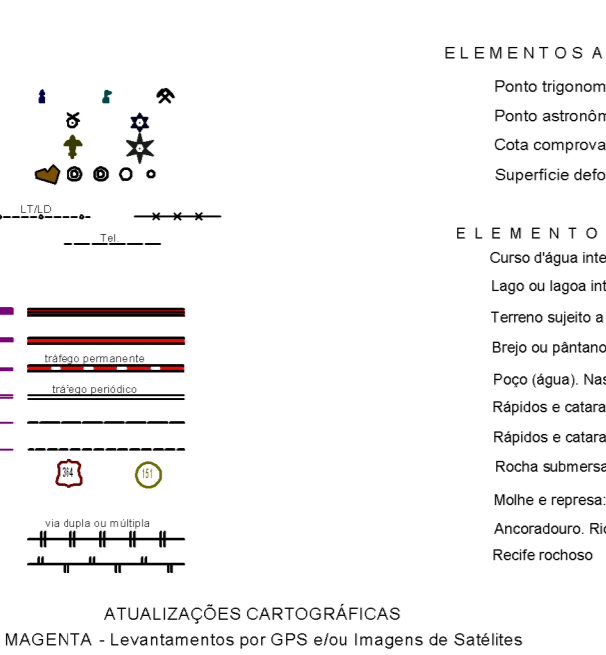 LT/LD
Tel.
tráfego permanente
tráfego periódico
364
151
via dupla ou múltipla
ATUALIZAÇÕES CARTOGRÁFICAS
MAGENTA - Levantamentos por GPS e/ou Imagens de Satélites
ELEMENTOS A
Ponto trigonom
Ponto astronôm
Cota comprova
Superfície defo
ELEMENTO
Curso d'água inte
Lago ou lagoa int
Terreno sujeito a
Brejo ou pântano
Poço (água). Nas
Rápidos e catara
Rápidos e catara
Rocha submersa
Molhe e represa:
Ancoradouro. Rio
Recife rochoso